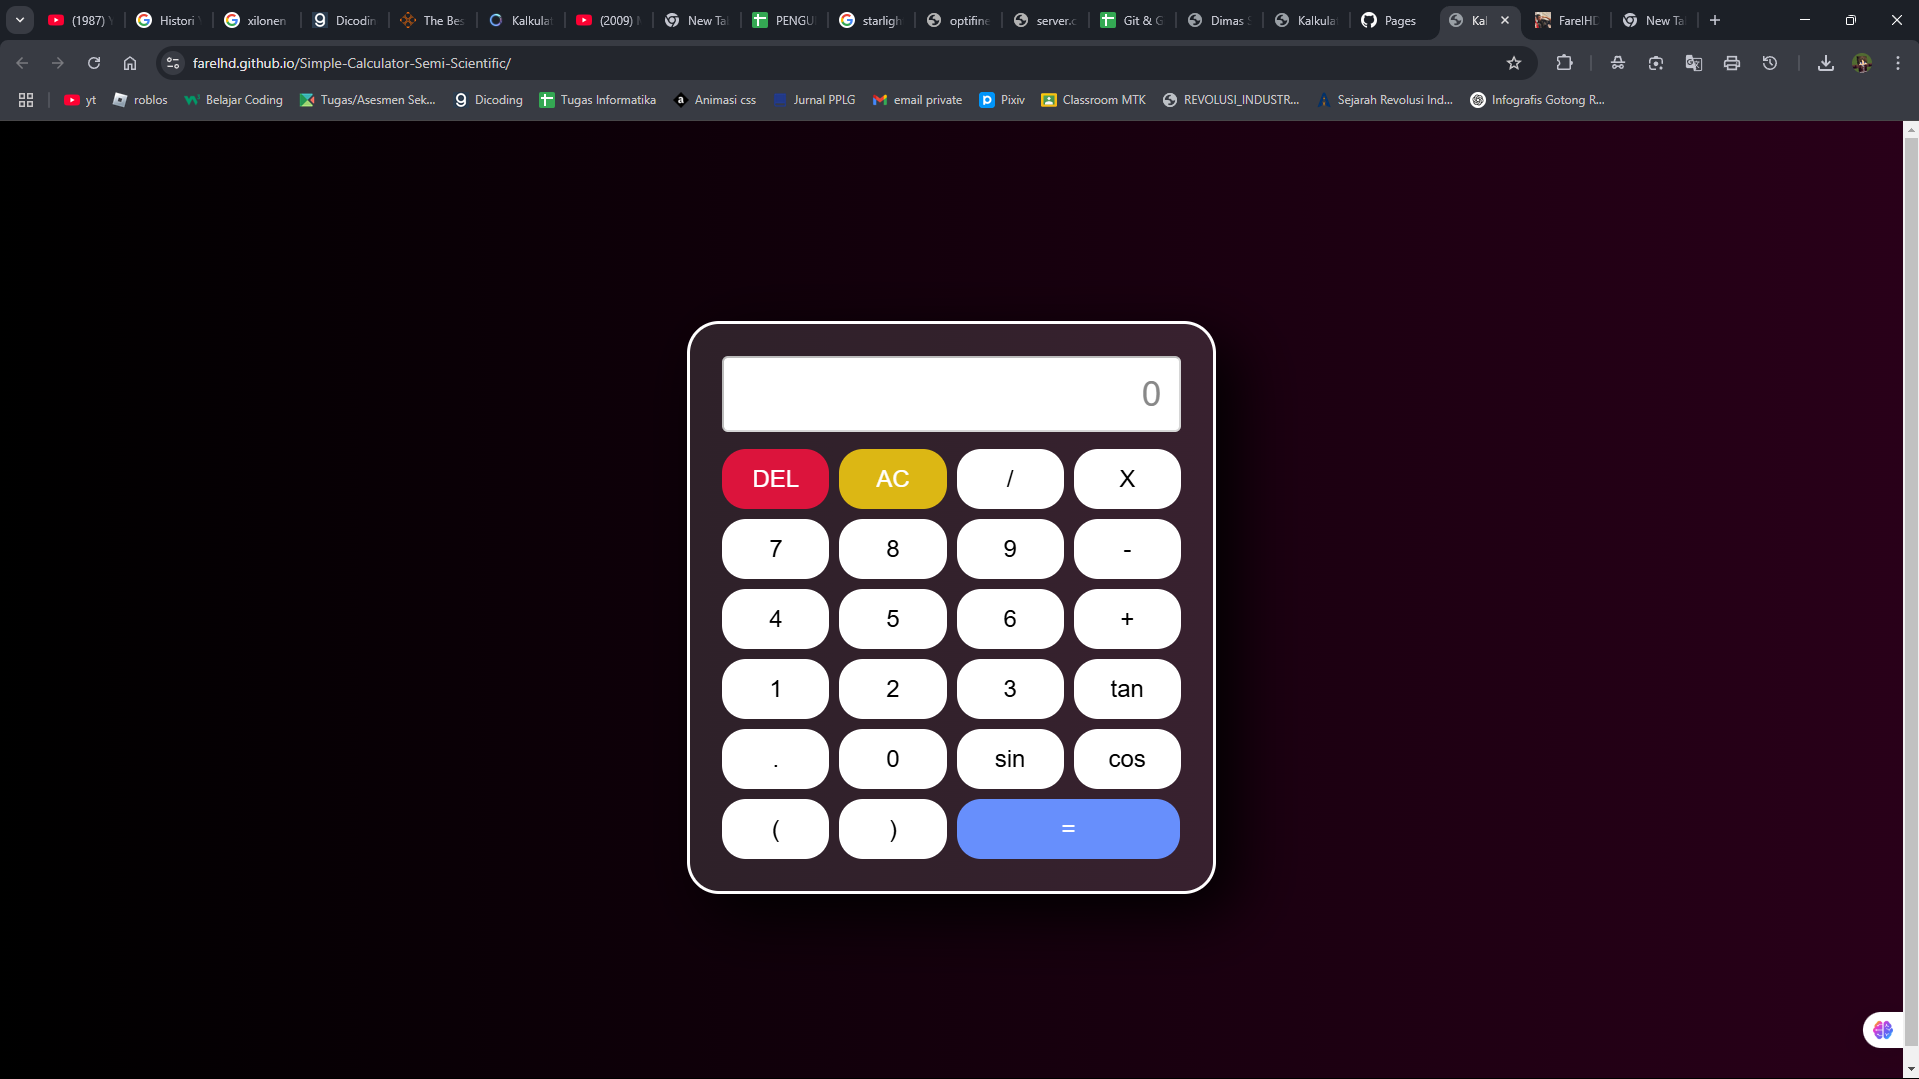 (1987) Histori xilonen Dicodin The Bes Kalkulat (2009) New Tab PENGU starligh optifine server.c Git & G Dimas Kalkulat Pages Kal FarelHD New Tab
farelhd.github.io/Simple-Calculator-Semi-Scientific/
yt roblos Belajar Coding Tugas/Asesmen Sek... Dicoding Tugas Informatika Animasi css Jurnal PPLG email private Pixiv Classroom MTK REVOLUSI_INDUSTR... Sejarah Revolusi Ind... Infografis Gotong R...
0
DEL AC / X
7 8 9 -
4 5 6 +
1 2 3 tan
. 0 sin cos
( ) =